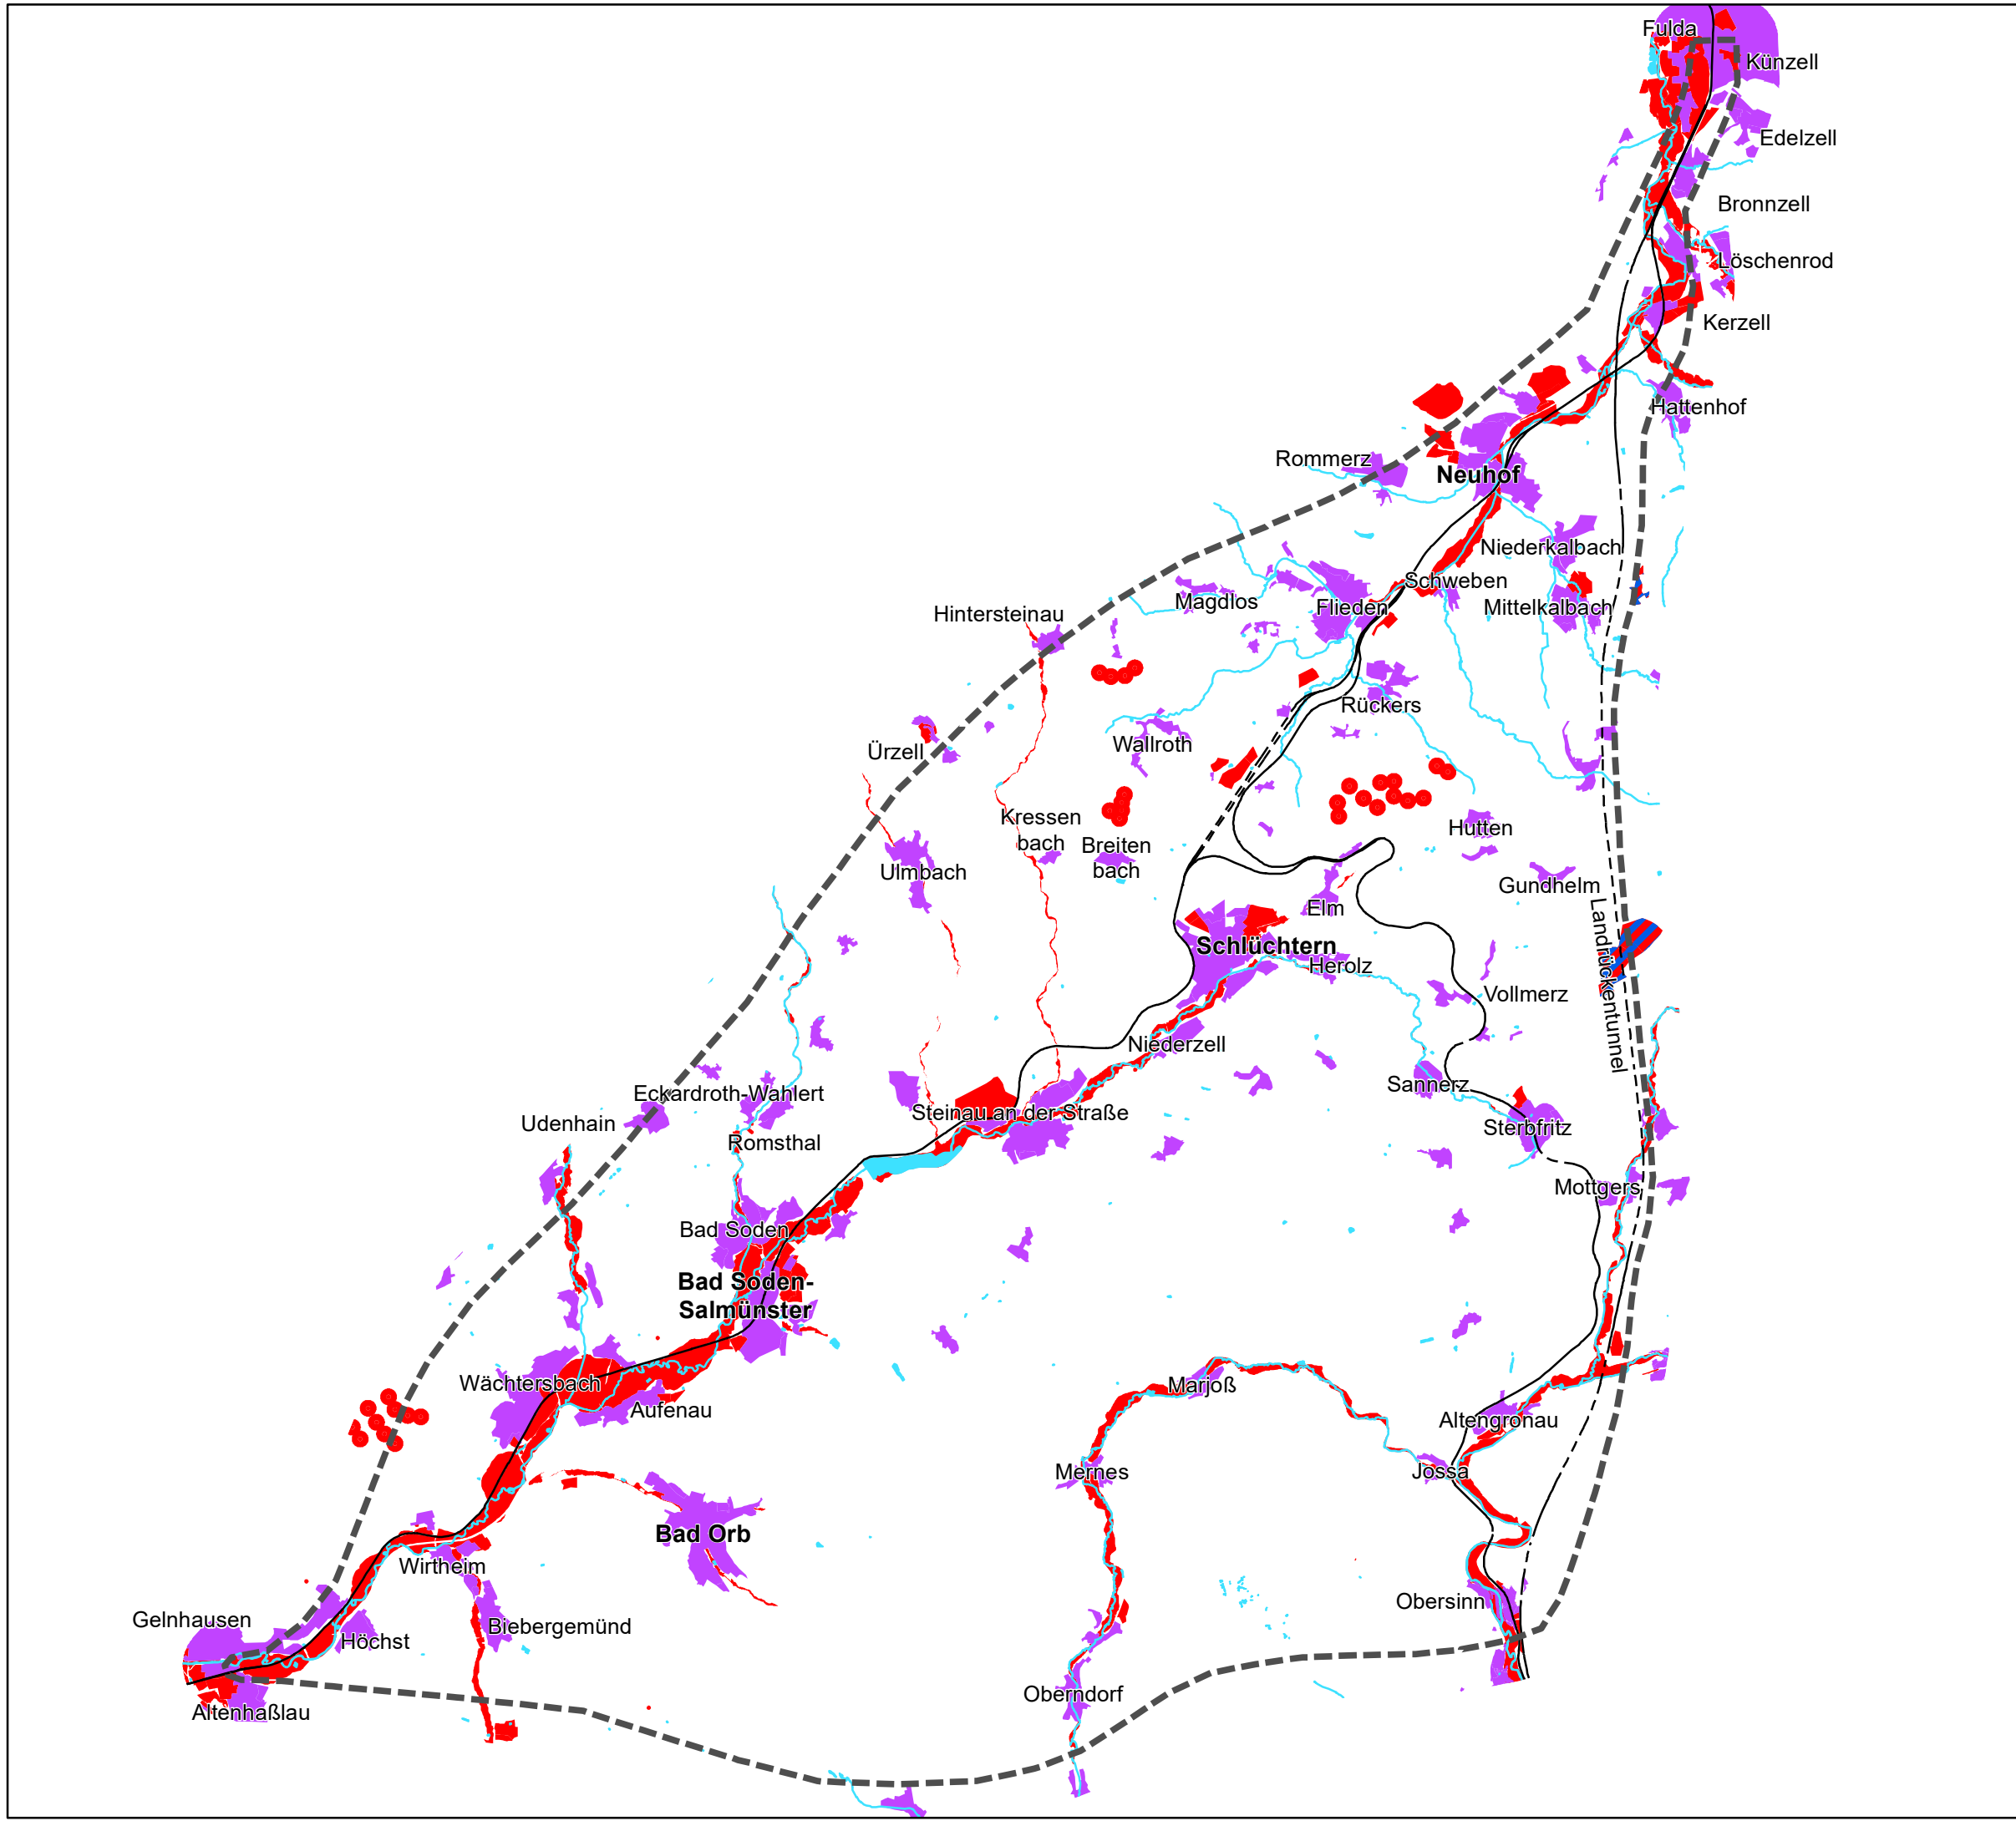 Fulda
Künzell
Edelzell
Bronnzell
Löschenrod
Kerzell
Hattenhof
Rommerz
Neuhof
Niederkalbach
Schweben
Magdlos
Flieden
Mittelkalbach
Hintersteinau
Rückers
Wallroth
Ürzell
Kressen
bach
Breiten
bach
Hutten
Ulmbach
Gundhelm
Elm
Landrückentunnel
Schlüchtern
Herolz
Vollmerz
Niederzell
Sannerz
Eckardroth-Wahlert
Steinau an der Straße
Udenhain
Sterbfritz
Romsthal
Mottgers
Bad Soden
Bad Soden-
Salmünster
Wächtersbach
Marjoß
Aufenau
Altengronau
Mernes
Jossa
Bad Orb
Wirtheim
Obersinn
Gelnhausen
Biebergemünd
Höchst
Oberndorf
Altenhaßlau